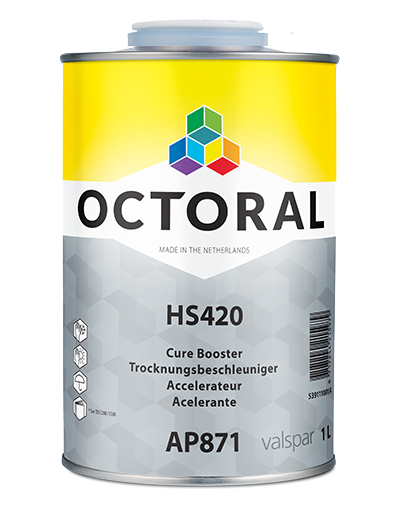 OCTORAL
MADE IN THE NETHERLANDS
HS420
Cure Booster
Trocknungsbeschleuniger
Accelerateur
Acelerante
AP871
valspar 1L